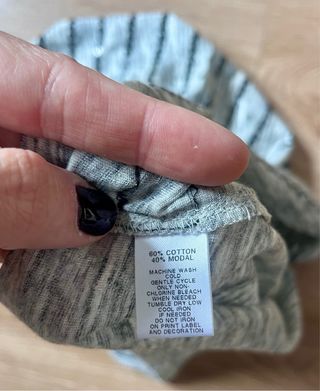 60% COTTON
40% MODAL
MACHINE WASH
COLD
GENTLE CYCLE
ONLY NON-
CHLORINE BLEACH
WHEN NEEDED
TUMBLE DRY LOW
COOL IRON
IF NEEDED
DO NOT IRON
ON PRINT LABEL
AND DECORATION